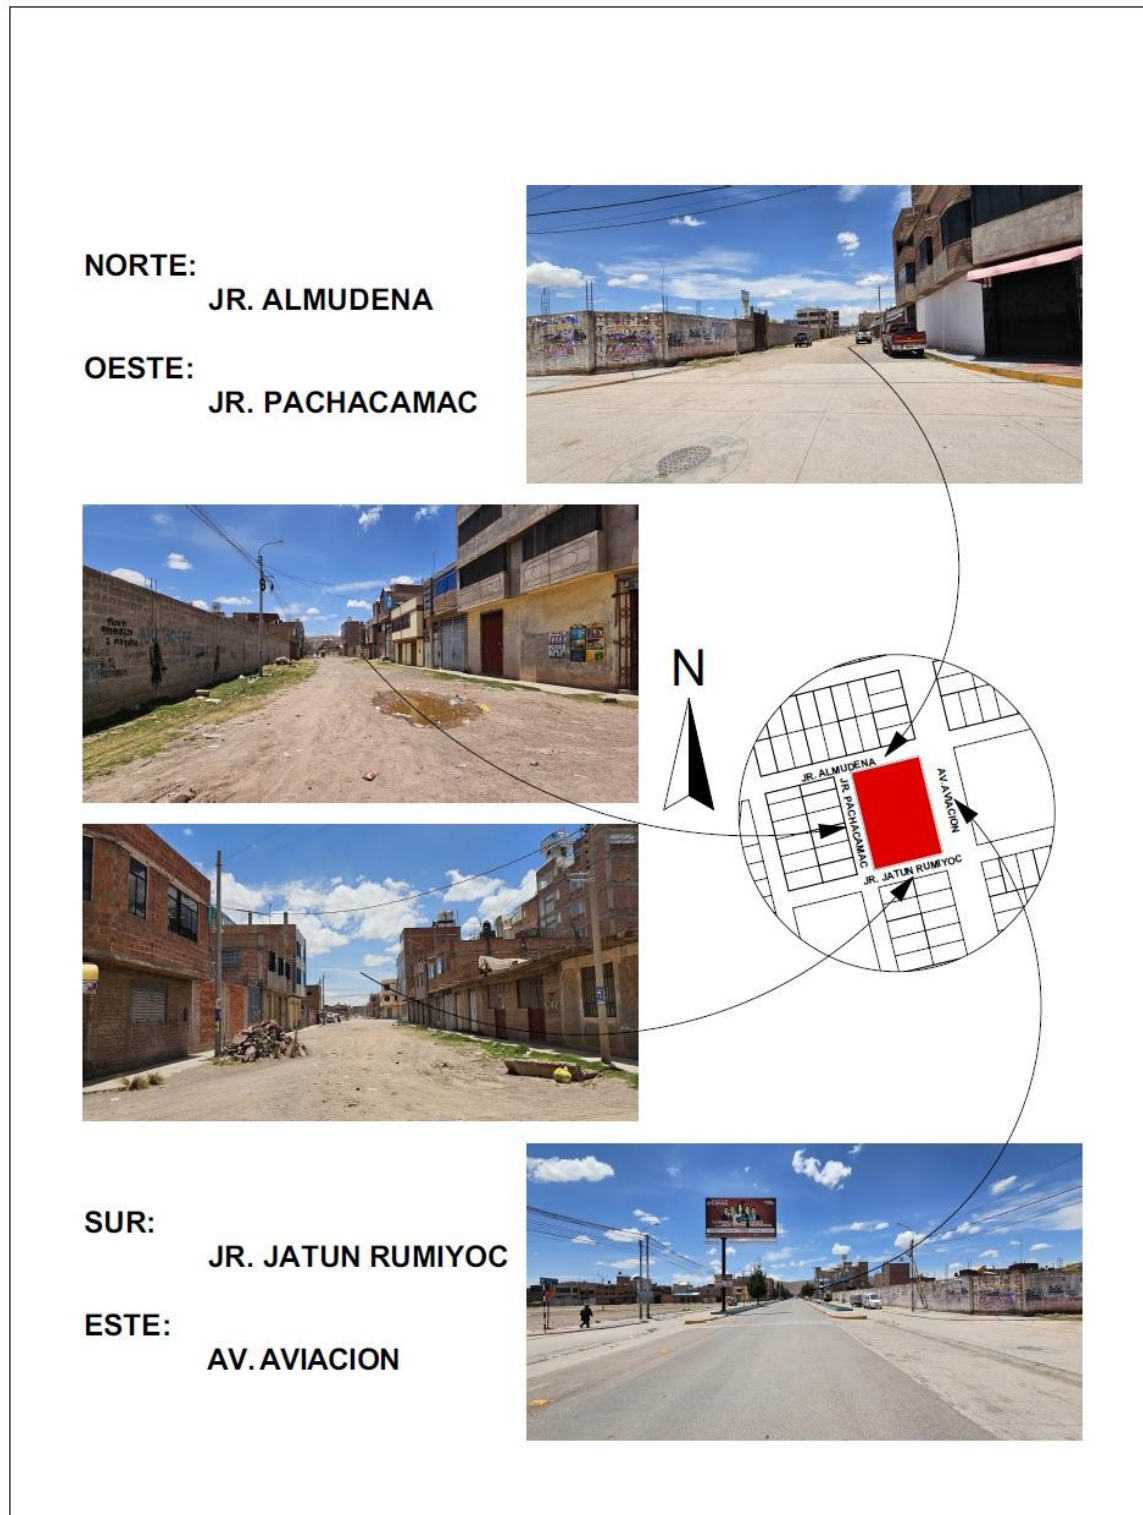 NORTE:
JR. ALMUDENA
OESTE:
JR. PACHACAMAC
N
JR. ALMUDENA
JR. PACHACAMAC
AV. AVIACION
JR. JATUN RUMIYOC
SUR:
JR. JATUN RUMIYOC
ESTE:
AV. AVIACION